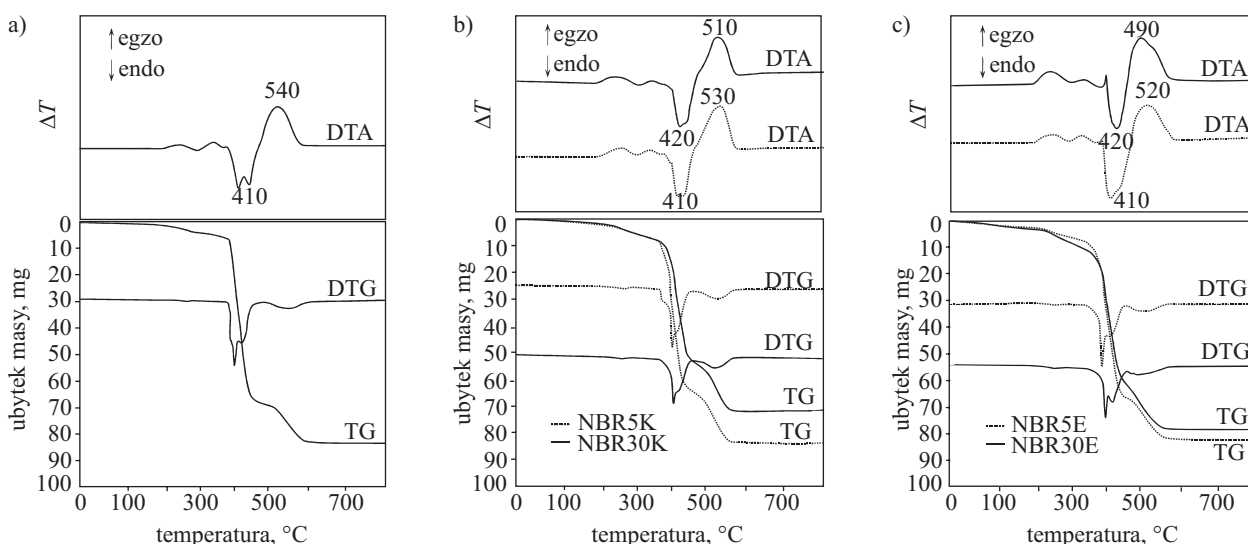 a)
↑ egzo
↓ endo
540
DTA
410
ΔT
0
10
20
30
40
50
60
70
80
90
100
ubytek masy, mg
DTG
TG
100 300 500 700
temperatura, °C
b)
↑ egzo
↓ endo
510
DTA
530
420
DTA
410
ΔT
0
10
20
30
40
50
60
70
80
90
100
ubytek masy, mg
DTG
DTG
TG
NBR5K
NBR30K
TG
100 300 500 700
temperatura, °C
c)
↑ egzo
↓ endo
490
DTA
520
DTA
420
410
ΔT
0
10
20
30
40
50
60
70
80
90
100
ubytek masy, mg
DTG
DTG
TG
NBR5E
NBR30E
TG
100 300 500 700
temperatura, °C